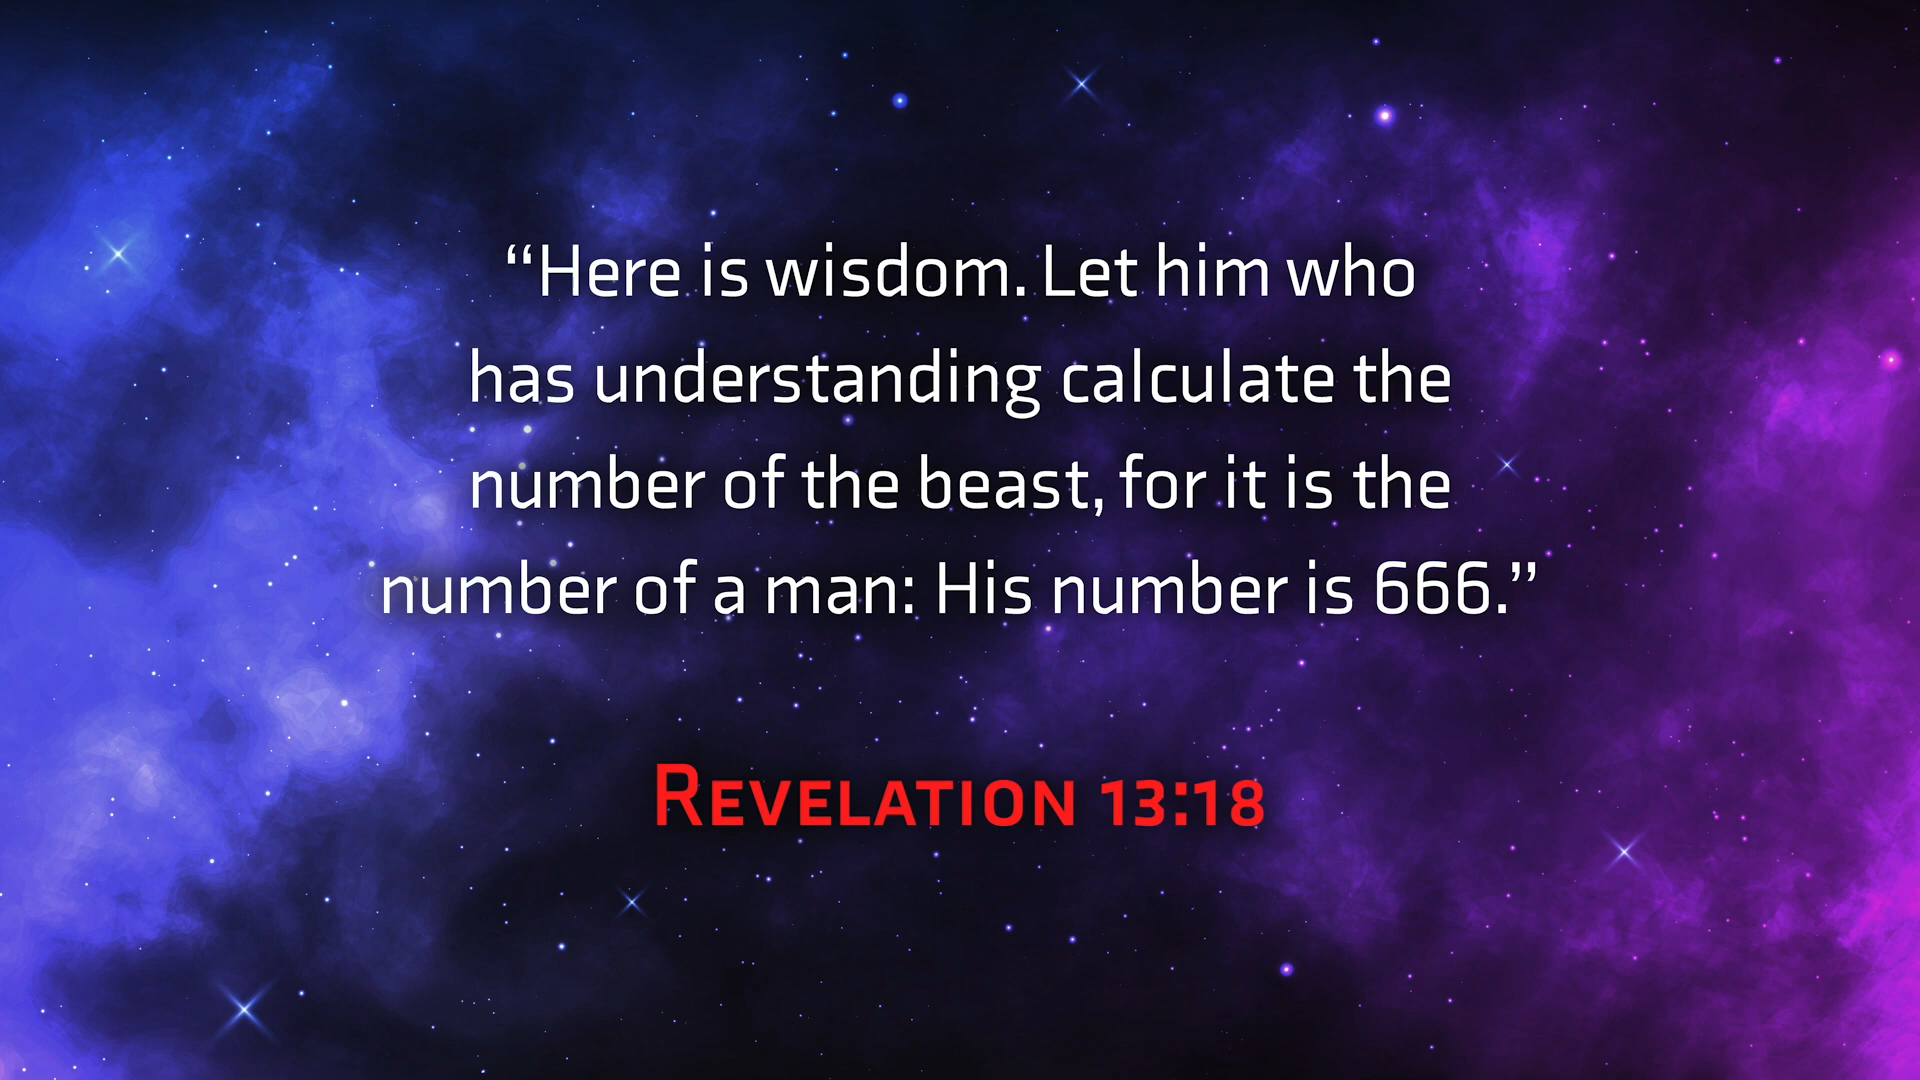 “Here is wisdom. Let him who
has understanding calculate the
number of the beast, for it is the
number of a man: His number is 666.”
Revelation 13:18